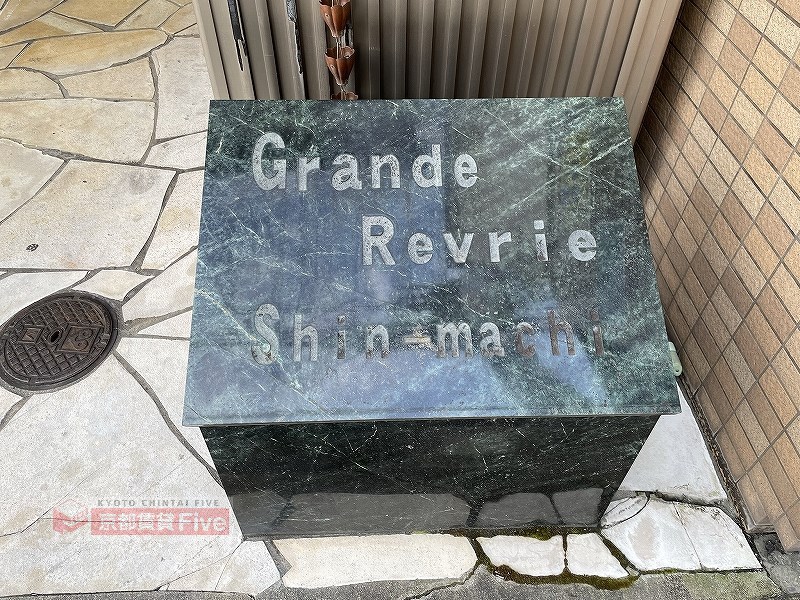 Grande
Revrie
Shin-machi
KYOTO CHINTAI FIVE
京都賃貸Five